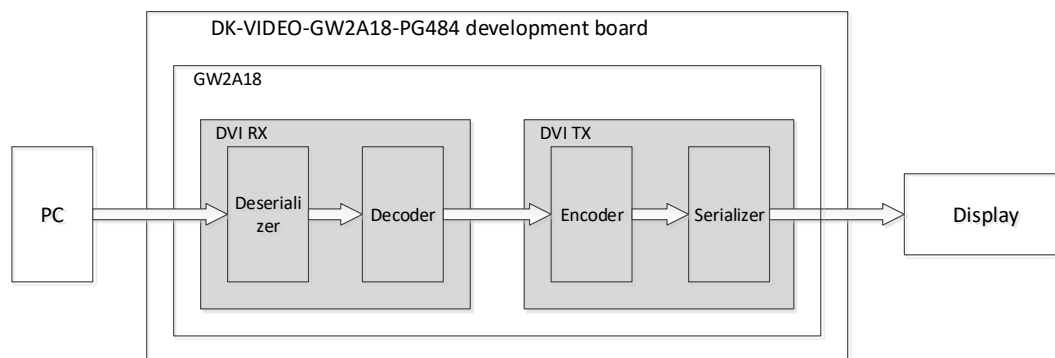 DK-VIDEO-GW2A18-PG484 development board
GW2A18
DVI RX
DVI TX
PC
Deseriali
zer
Decoder
Encoder
Serializer
Display